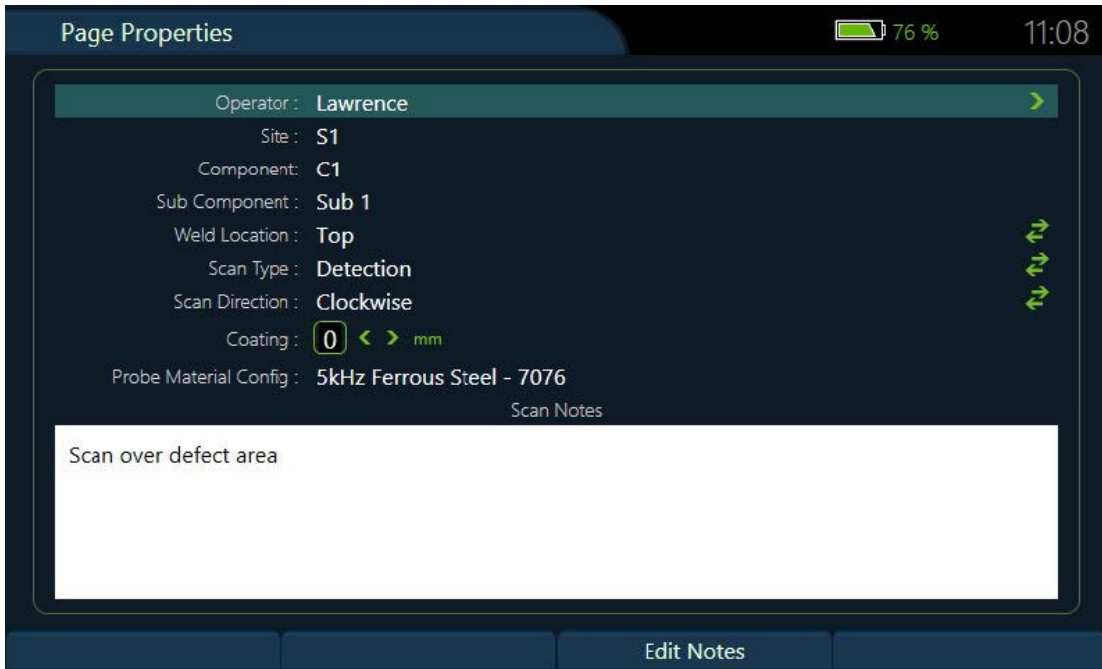 Page Properties 76 % 11:08
Operator : Lawrence
Site : S1
Component: C1
Sub Component : Sub 1
Weld Location : Top
Scan Type : Detection
Scan Direction : Clockwise
Coating : 0 < > mm
Probe Material Config : 5kHz Ferrous Steel - 7076
Scan Notes
Scan over defect area
Edit Notes